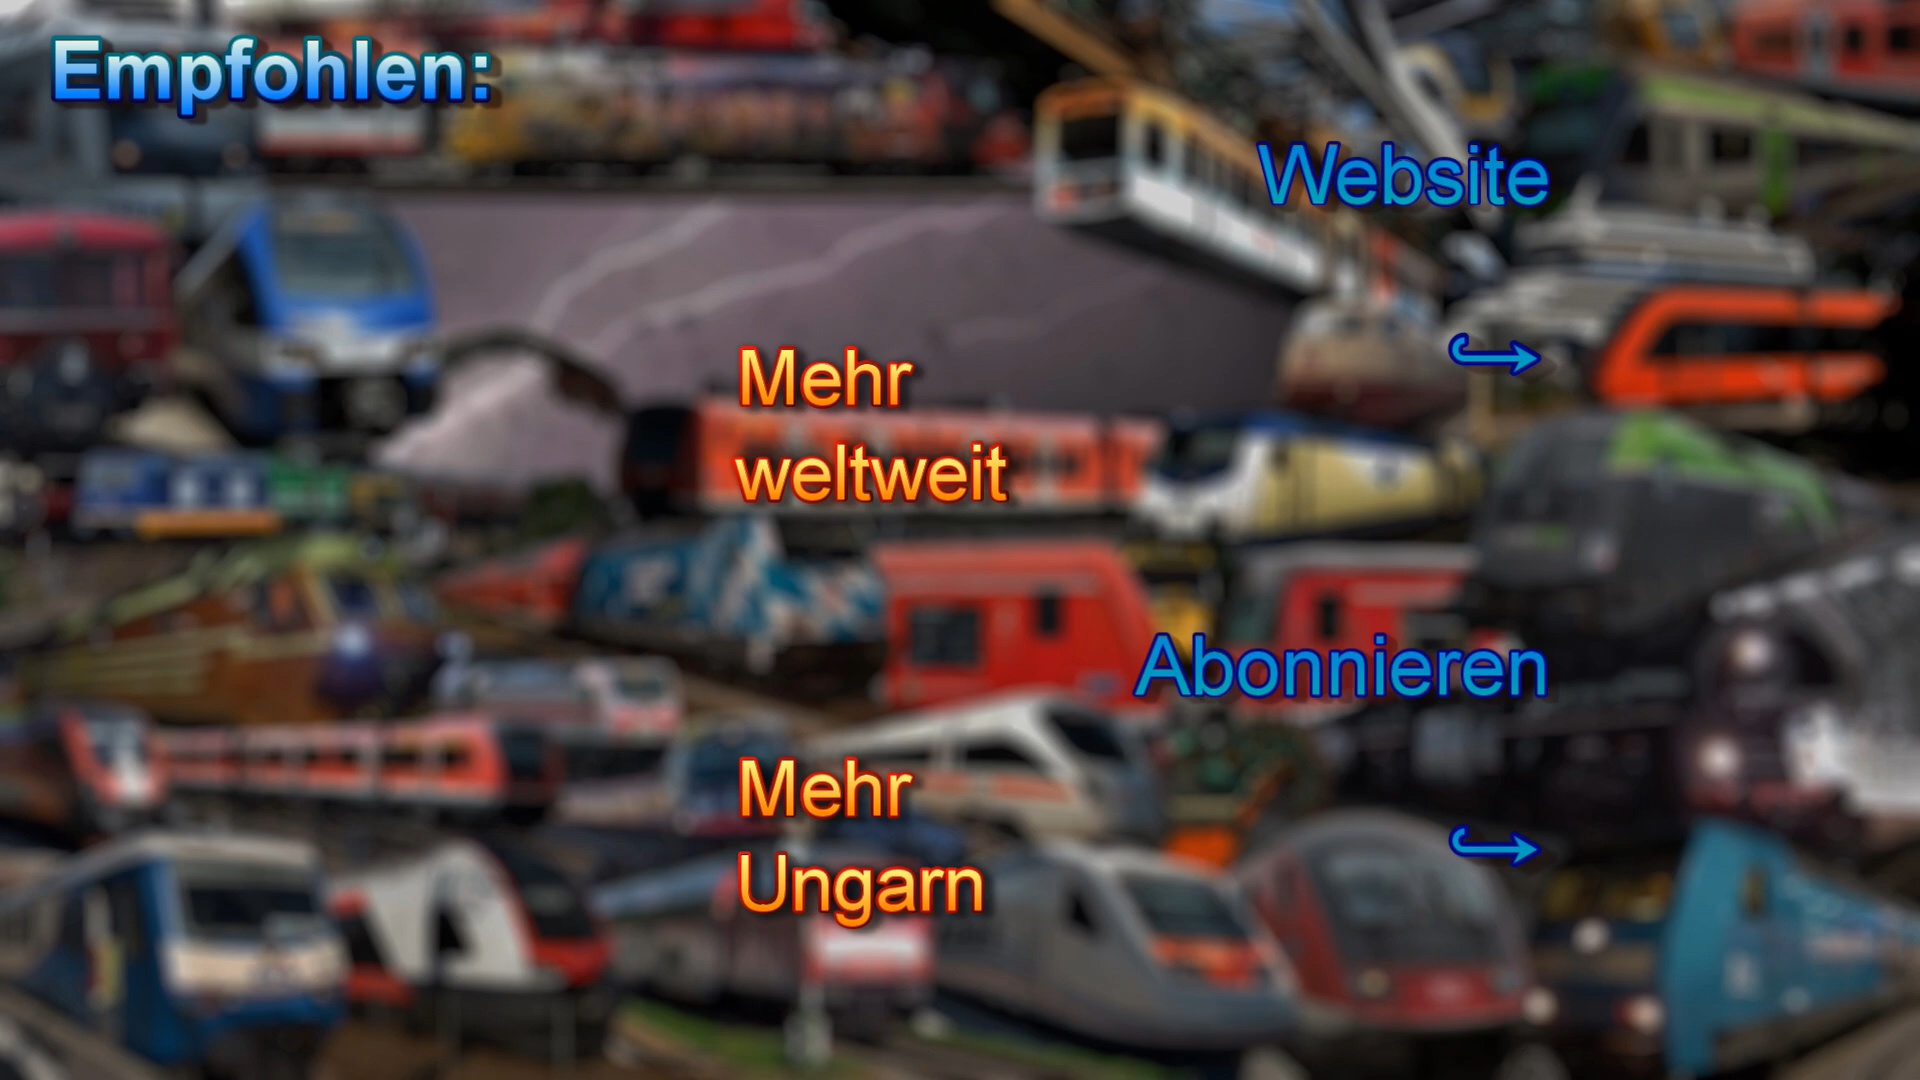 Empfohlen:
Website
Mehr
weltweit
Abonnieren
Mehr
Ungarn